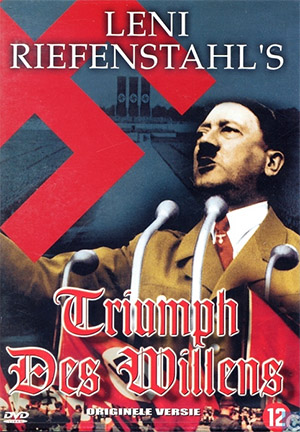 LENI
RIEFENSTAHL'S
Triumph
Des Willens
ORIGINELE VERSIE
DVD
12